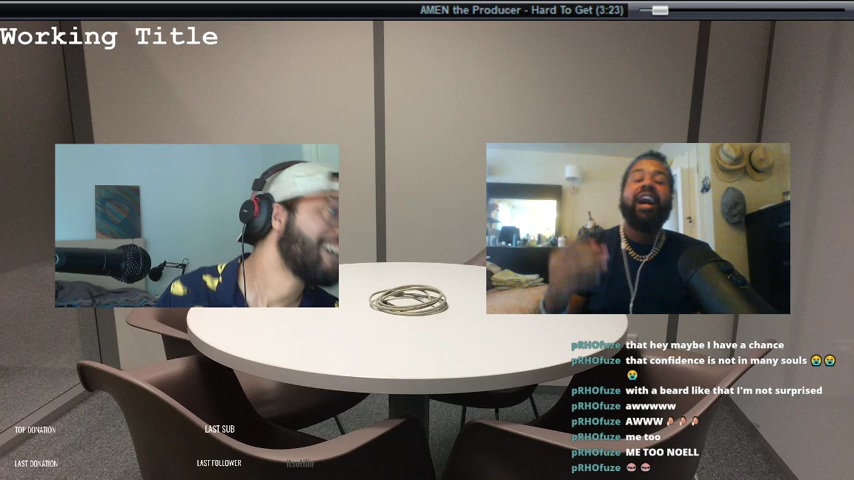 AMEN the Producer - Hard To Get (3:23)
Working Title
pRHOfuze that hey maybe I have a chance
pRHOfuze that confidence is not in many souls 😭😭
😭
pRHOfuze with a beard like that I'm not surprised
pRHOfuze awwwww
pRHOfuze AWWW
pRHOfuze me too
pRHOfuze ME TOO NOELL
pRHOfuze
TOP DONATION
LAST SUB
LAST DONATION
LAST FOLLOWER